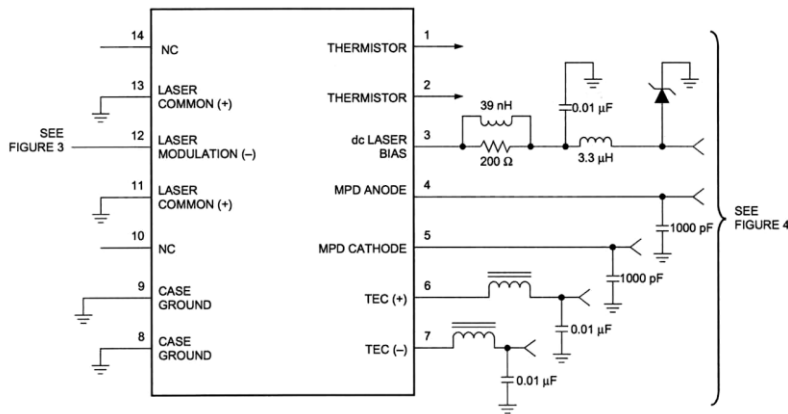 14
NC
13
LASER
COMMON (+)
SEE
FIGURE 3
12
LASER
MODULATION (–)
11
LASER
COMMON (+)
10
NC
9
CASE
GROUND
8
CASE
GROUND
THERMISTOR
1
THERMISTOR
2
dc LASER
BIAS
3
39 nH
200 Ω
0.01 µF
3.3 µH
MPD ANODE
4
1000 pF
MPD CATHODE
5
1000 pF
TEC (+)
6
0.01 µF
TEC (–)
7
0.01 µF
SEE
FIGURE 4